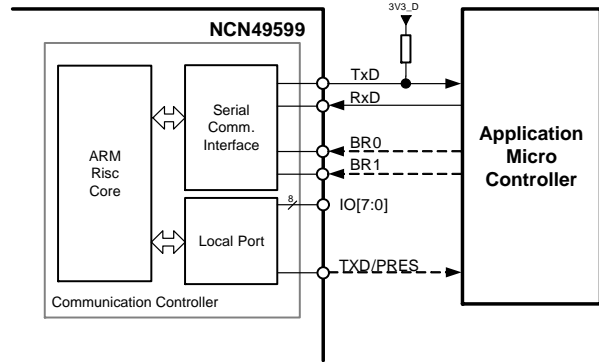 3V3_D
NCN49599
TxD
RxD
Serial
Comm.
Interface
BR0
BR1
ARM
Risc
Core
Application
Micro
Controller
8
IO[7:0]
Local Port
TXD/PRES
Communication Controller